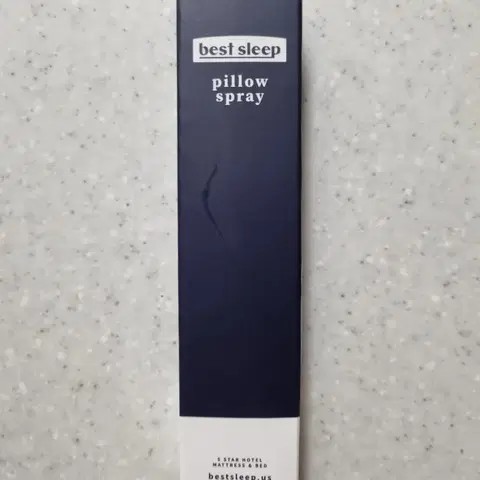 best sleep
pillow
spray
5 STAR HOTEL
MATTRESS & BED
bestsleep.us